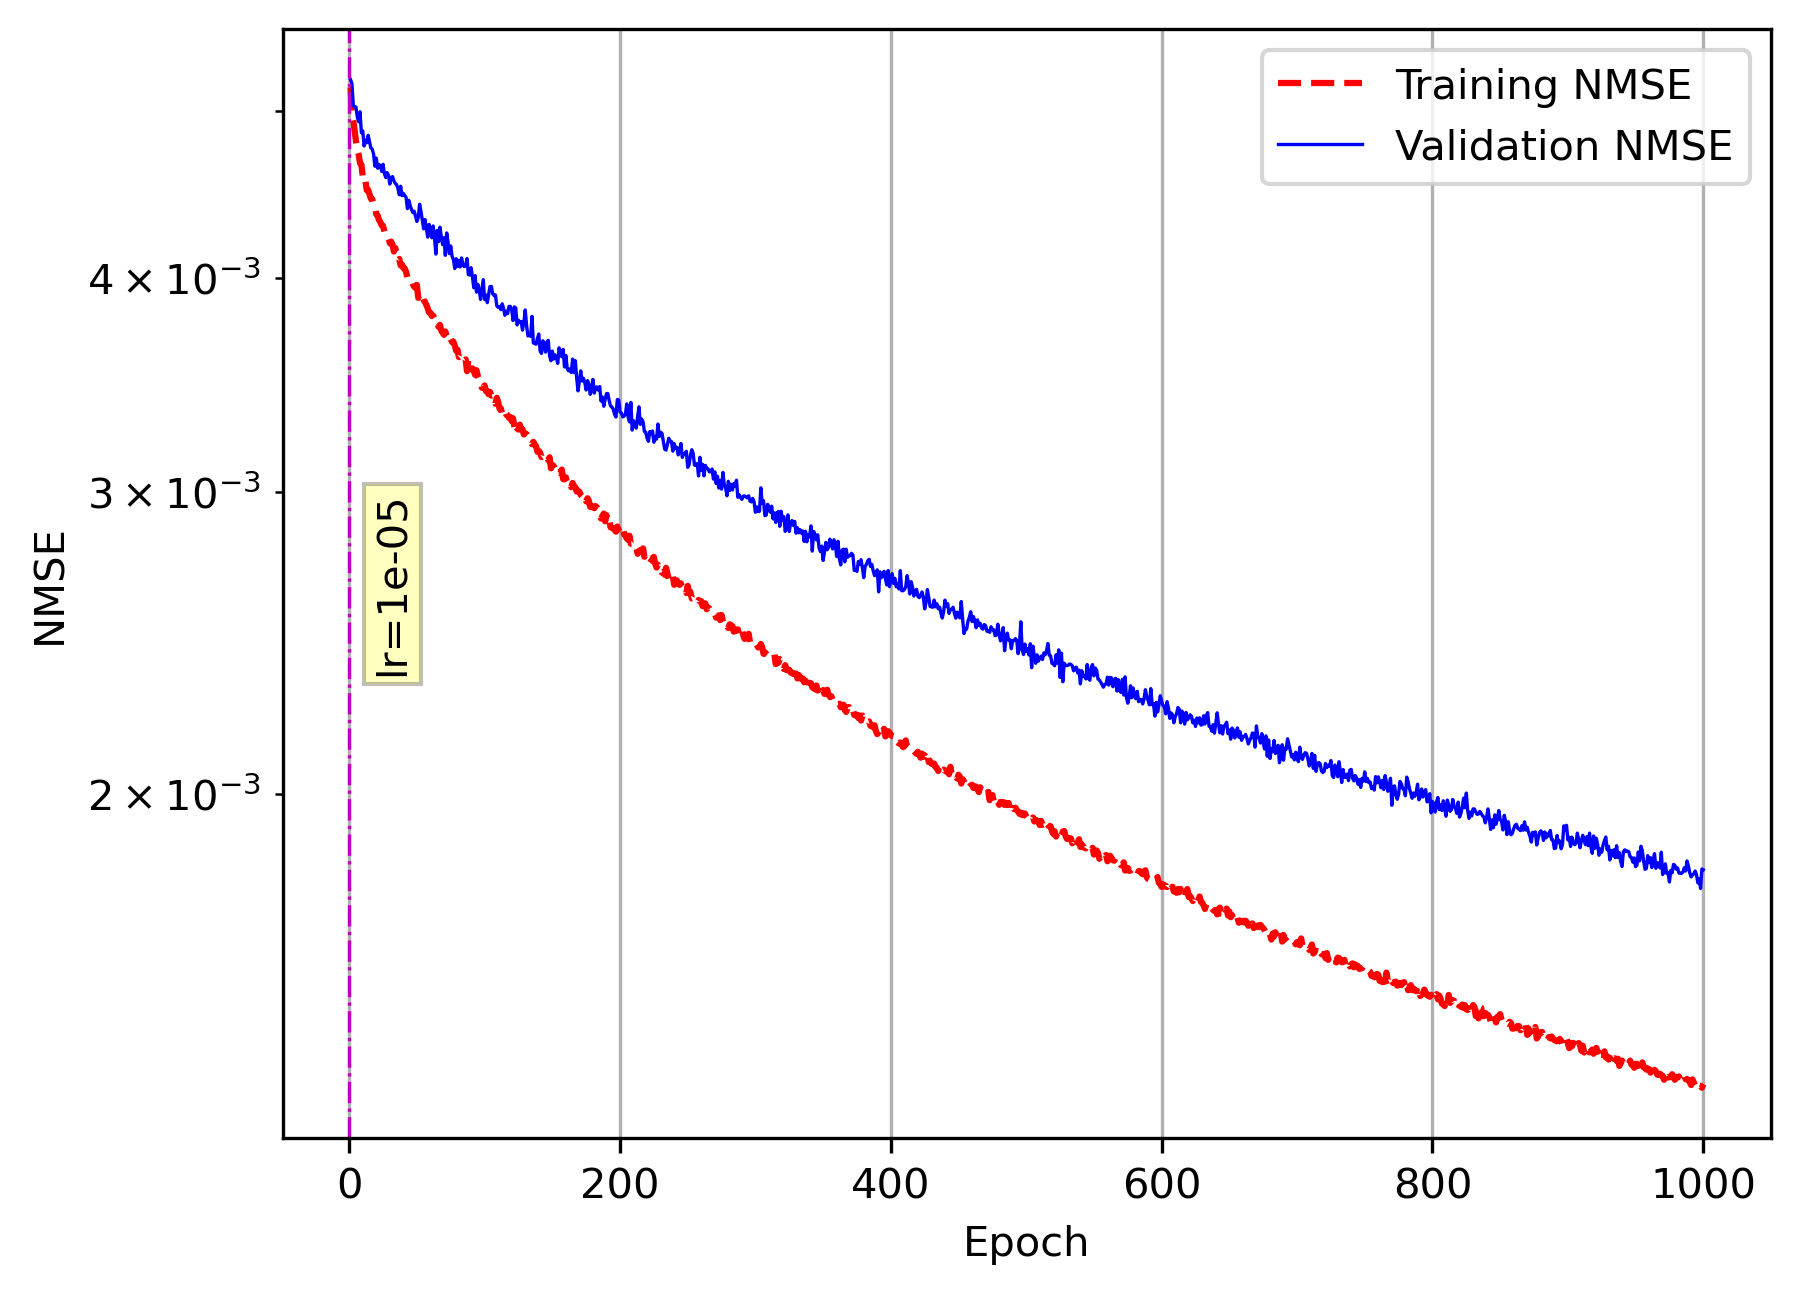 Training NMSE
Validation NMSE
4×10⁻³
3×10⁻³
2×10⁻³
NMSE
lr=1e-05
0 200 400 600 800 1000
Epoch